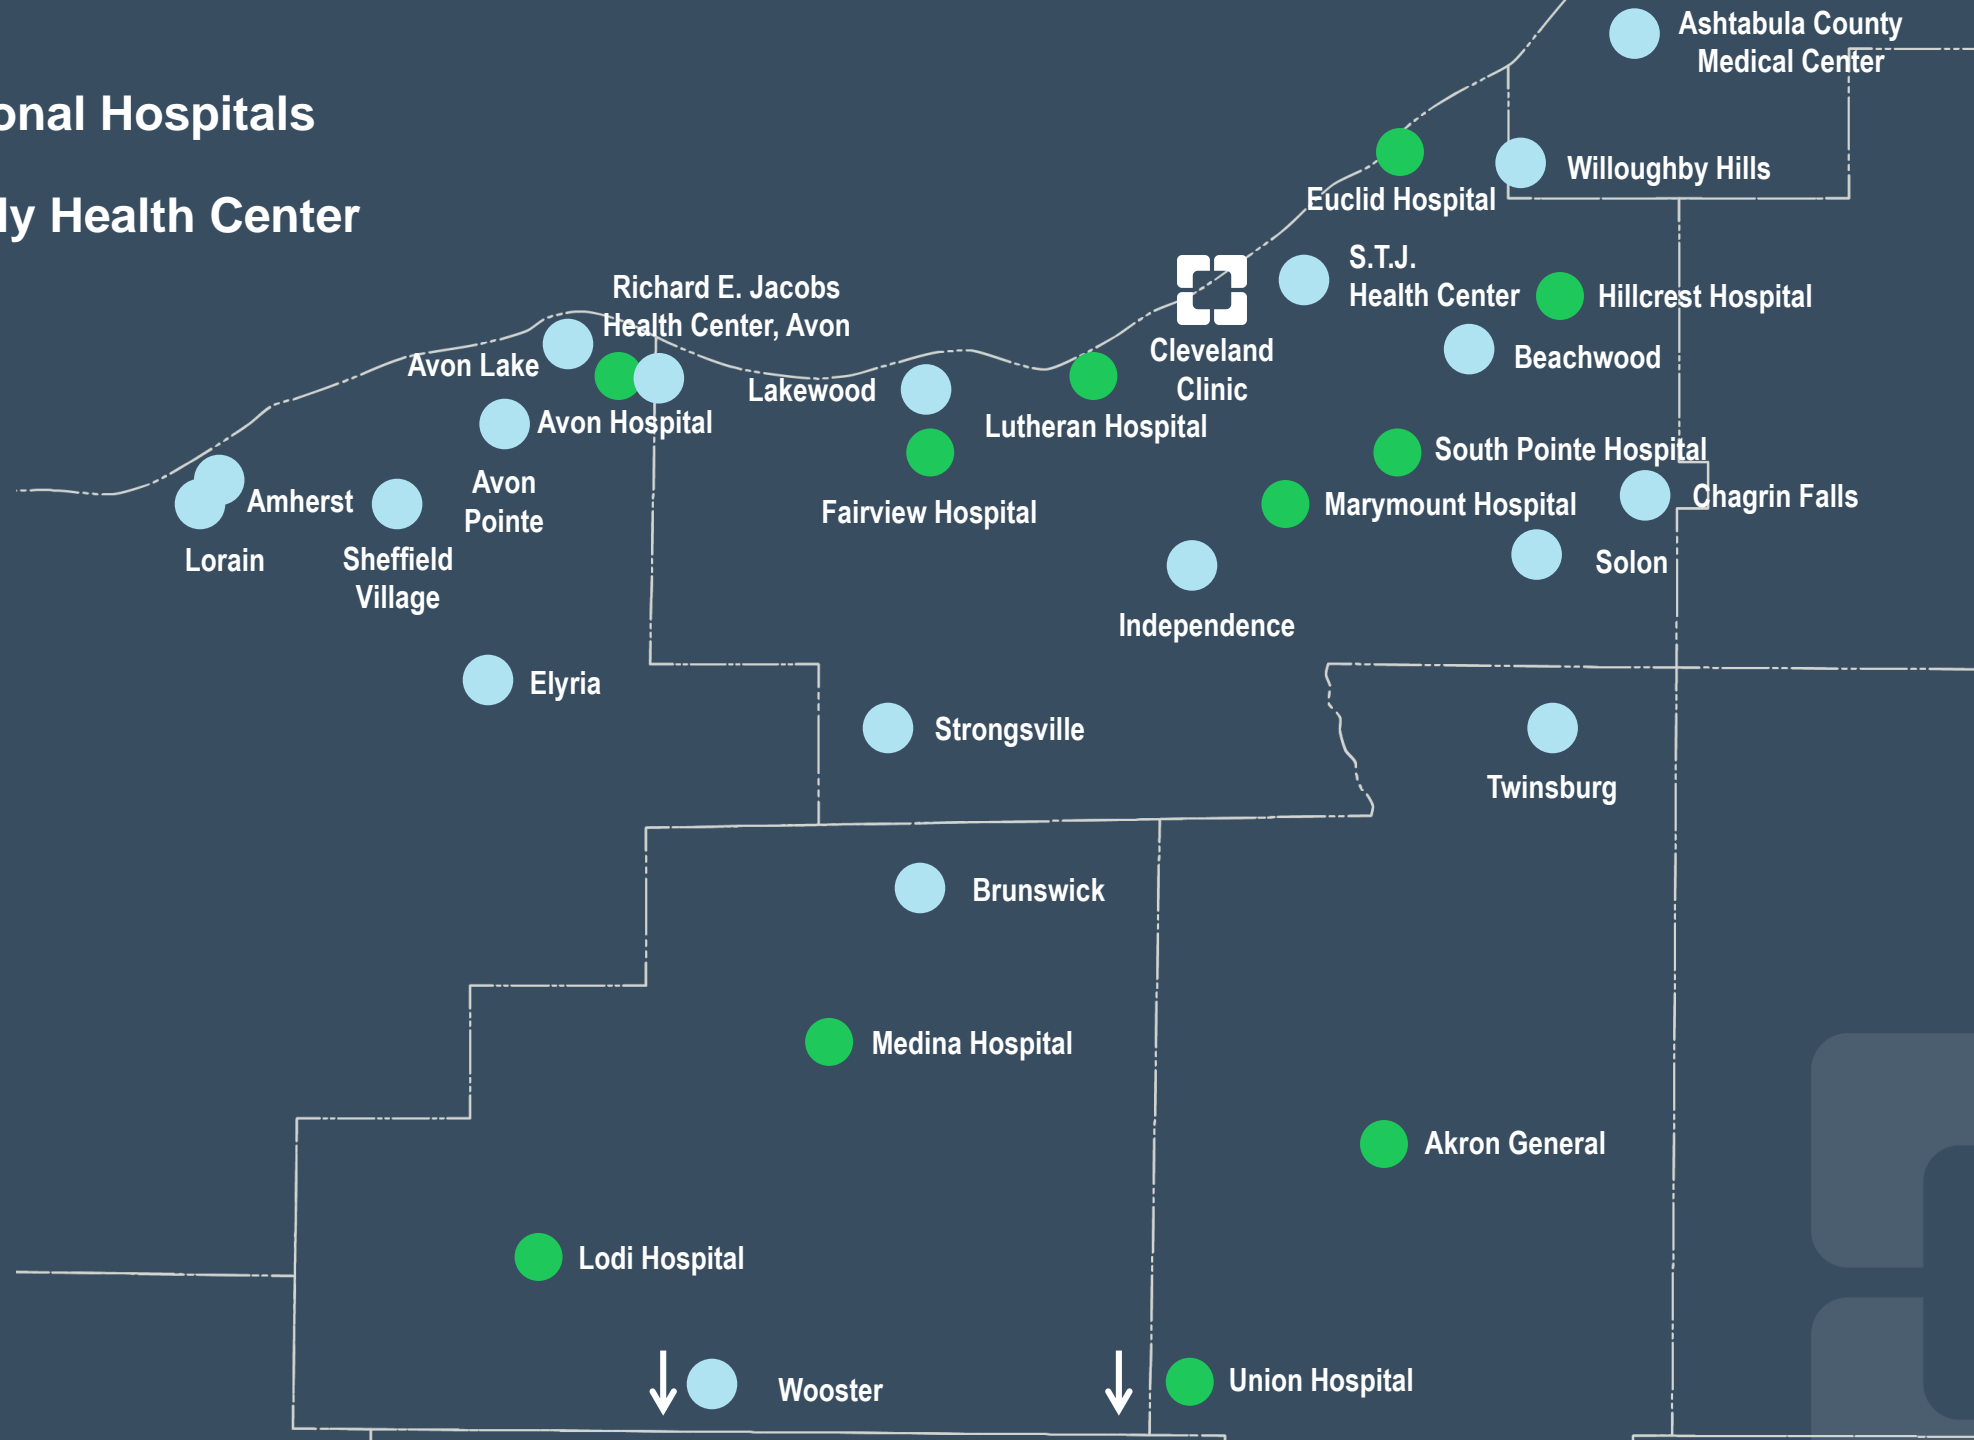 Ashtabula County
Medical Center
onal Hospitals
Willoughby Hills
Euclid Hospital
ly Health Center
S.T.J.
Health Center
Hillcrest Hospital
Richard E. Jacobs
Health Center, Avon
Cleveland
Clinic
Beachwood
Avon Lake
Lakewood
Avon Hospital
Lutheran Hospital
South Pointe Hospital
Avon
Pointe
Amherst
Chagrin Falls
Marymount Hospital
Fairview Hospital
Lorain
Sheffield
Village
Solon
Independence
Elyria
Strongsville
Twinsburg
Brunswick
Medina Hospital
Akron General
Lodi Hospital
Wooster
Union Hospital